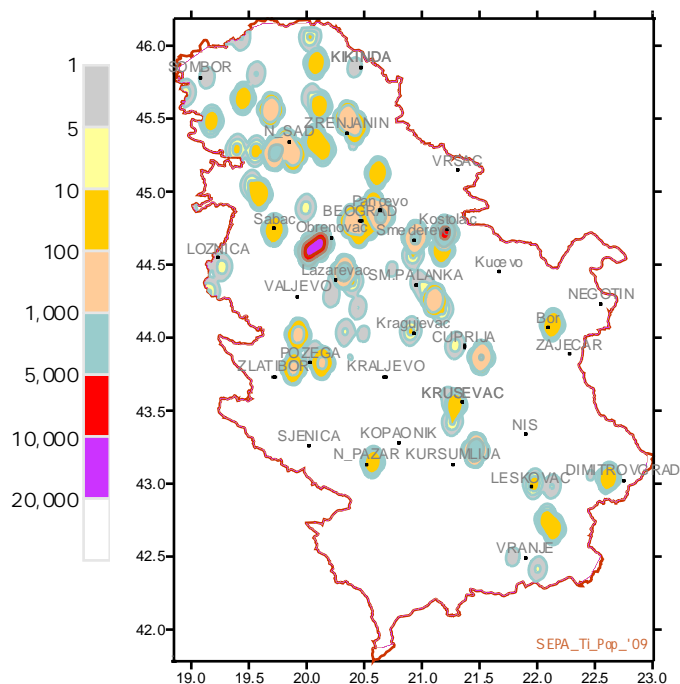 1
5
10
100
1,000
5,000
10,000
20,000
46.0
45.5
45.0
44.5
44.0
43.5
43.0
42.5
42.0
19.0 19.5 20.0 20.5 21.0 21.5 22.0 22.5 23.0
KIKINDA
SOMBOR
ZRENJANIN
N_SAD
VRSAC
Pancevo
BEOGRAD
Sabac
Kostolac
Obrenovac
Smederevo
LOZNICA
Kucevo
Lazarevac
SM.PALANKA
VALJEVO
NEGOTIN
Bor
Kragujevac
CUPRIJA
ZAJECAR
POZEGA
ZLATIBOR
KRALJEVO
KRUSEVAC
NIS
SJENICA
KOPAONIK
N_PAZAR
KURSUMLIJA
DIMITROVGRAD
LESKOVAC
VRANJE
SEPA_Ti_Pop_'09